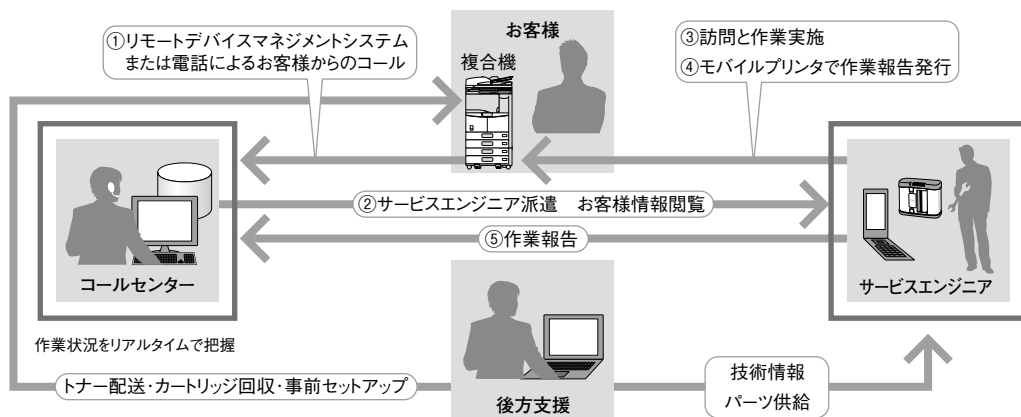 ①リモートデバイスマネジメントシステム
または電話によるお客様からのコール
お客様
複合機
③訪問と作業実施
④モバイルプリンタで作業報告発行
②サービスエンジニア派遣　お客様情報閲覧
⑤作業報告
コールセンター
サービスエンジニア
作業状況をリアルタイムで把握
トナー配送・カートリッジ回収・事前セットアップ
後方支援
技術情報
パーツ供給